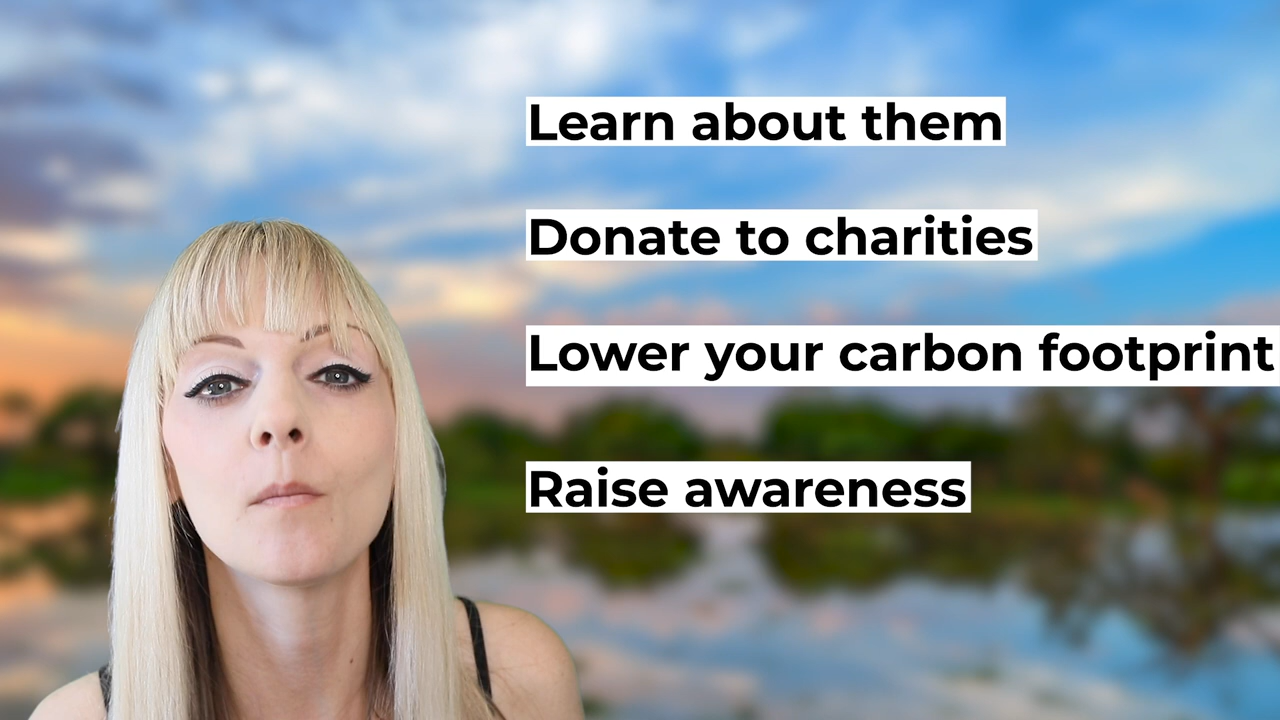 Learn about them
Donate to charities
Lower your carbon footprint
Raise awareness